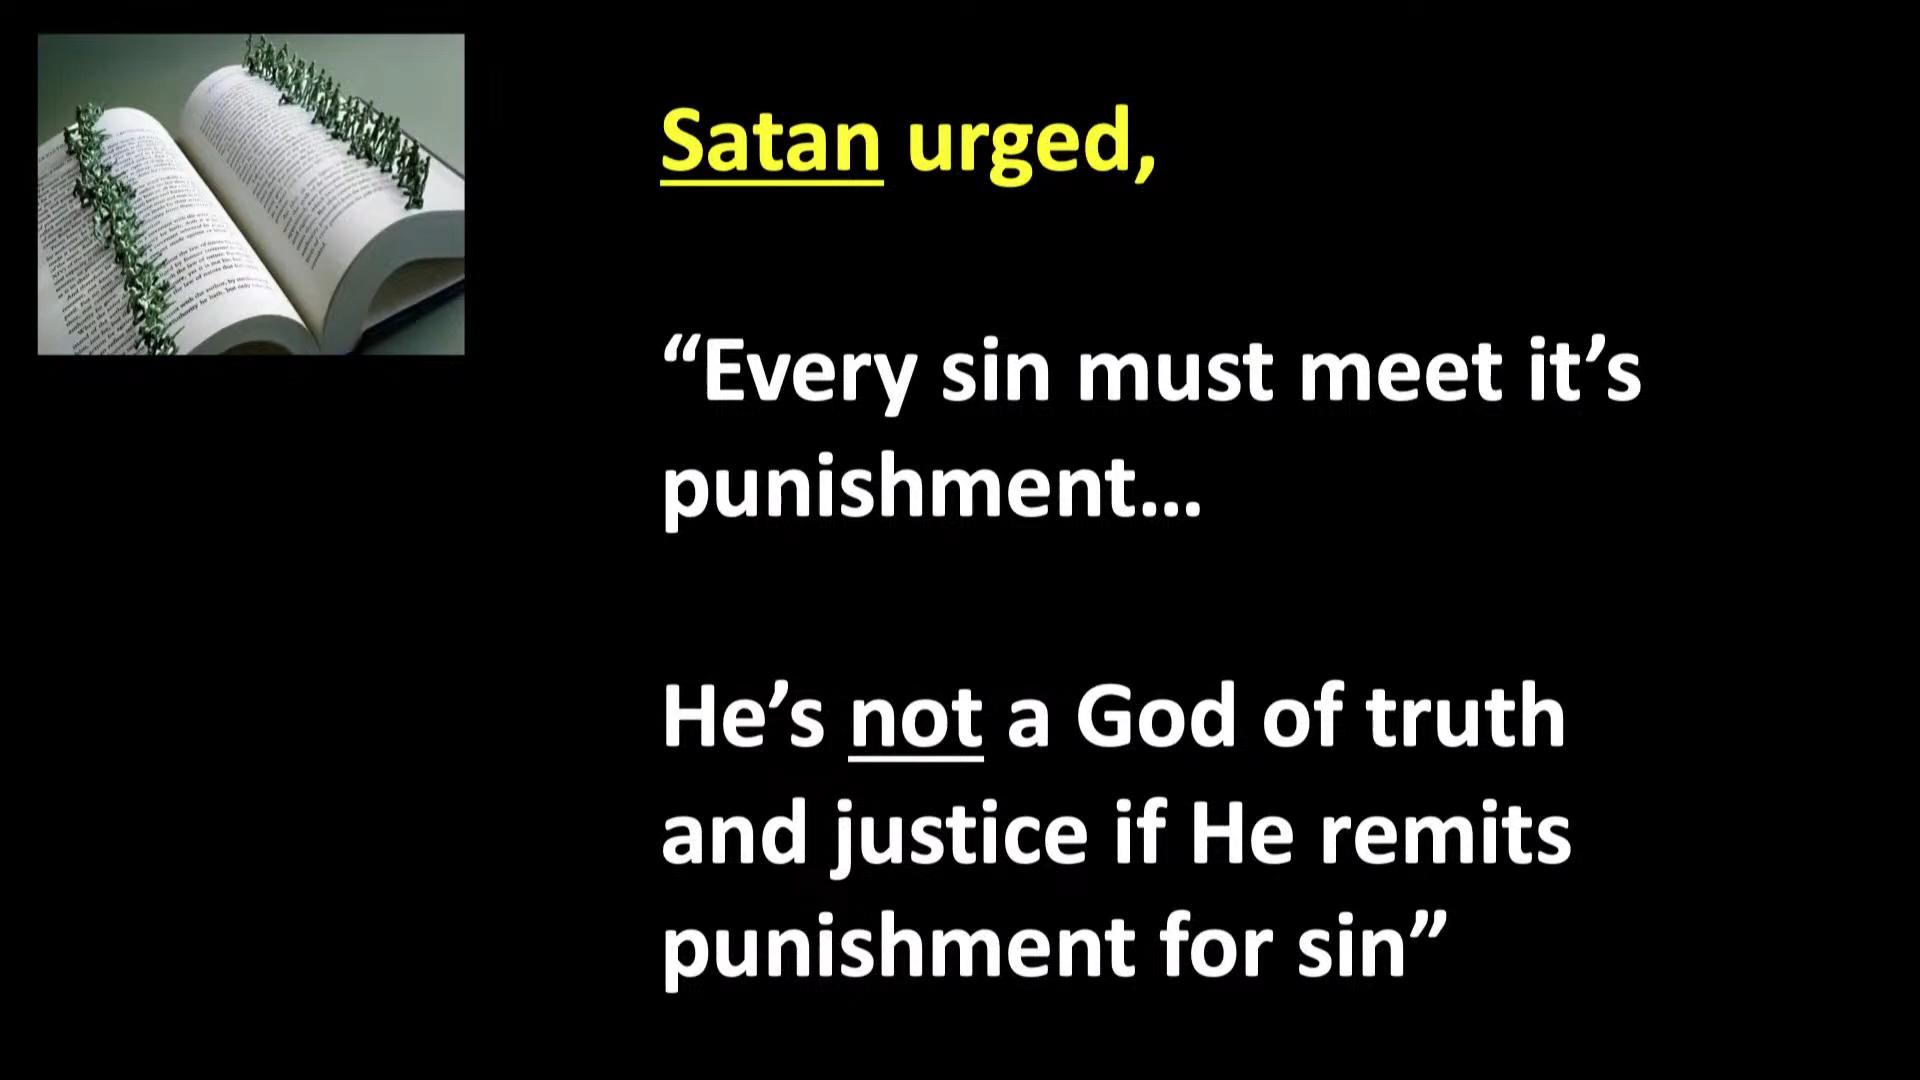 Satan urged,
“Every sin must meet it’s
punishment…
He’s not a God of truth
and justice if He remits
punishment for sin”